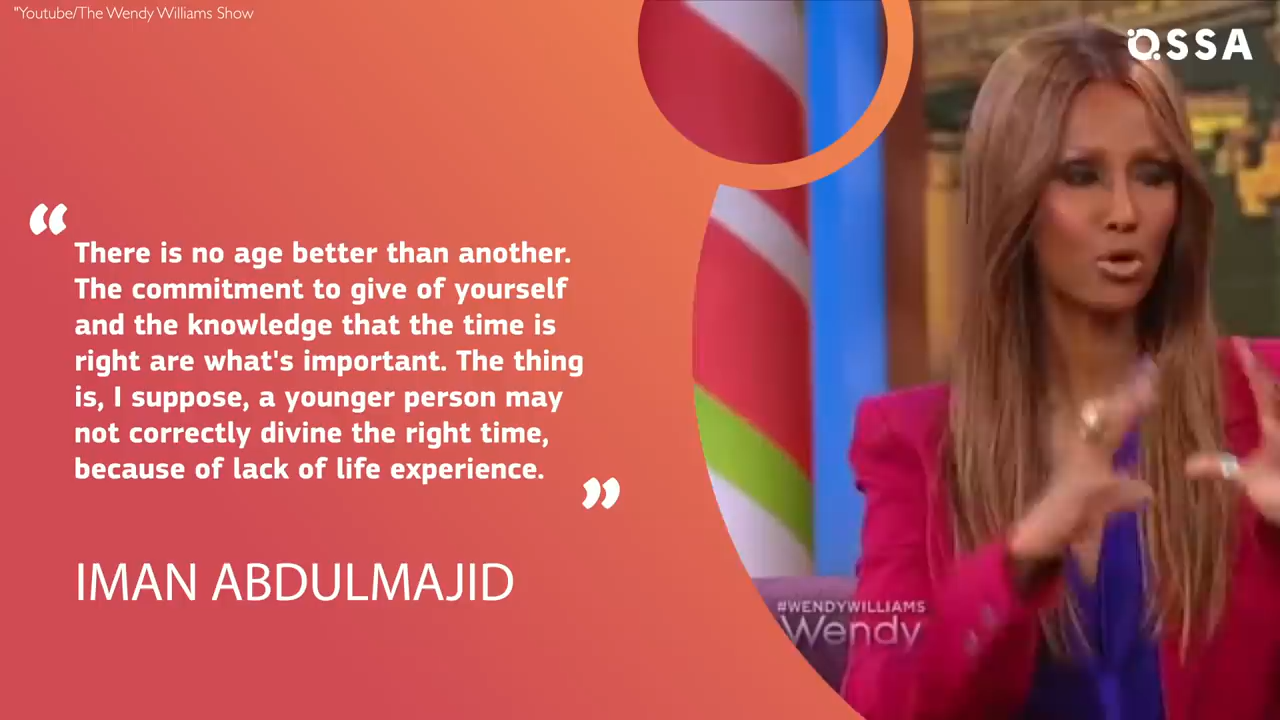 "Youtube/The Wendy Williams Show
QSSA
“
There is no age better than another.
The commitment to give of yourself
and the knowledge that the time is
right are what's important. The thing
is, I suppose, a younger person may
not correctly divine the right time,
because of lack of life experience.
”
IMAN ABDULMAJID
#WENDYWILLIAMS
Wendy